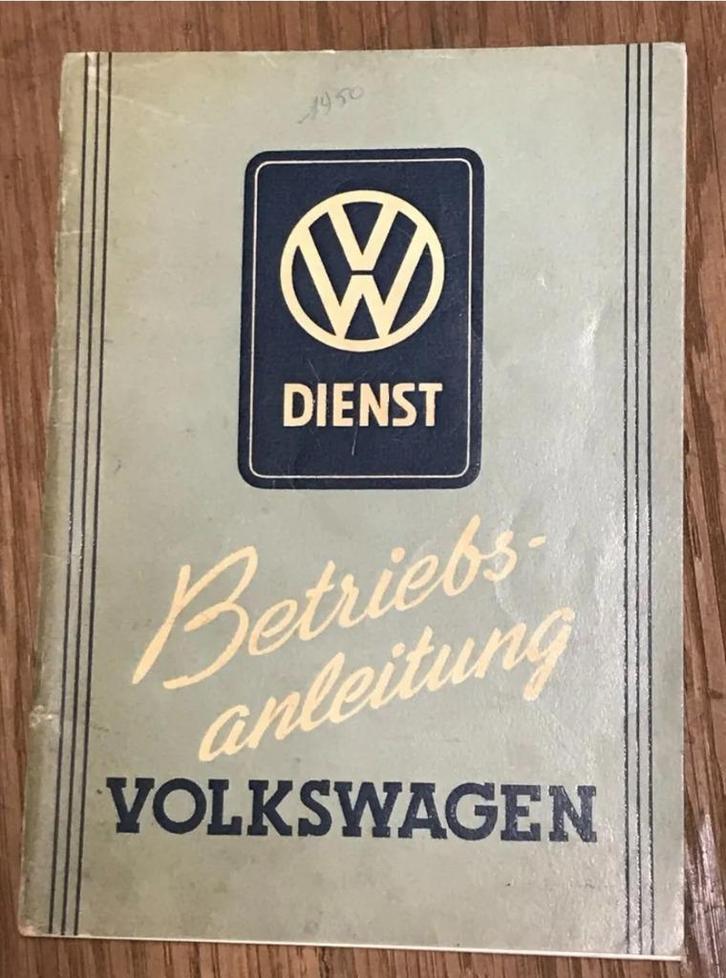 1950
VW
DIENST
Betriebs-
anleitung
VOLKSWAGEN